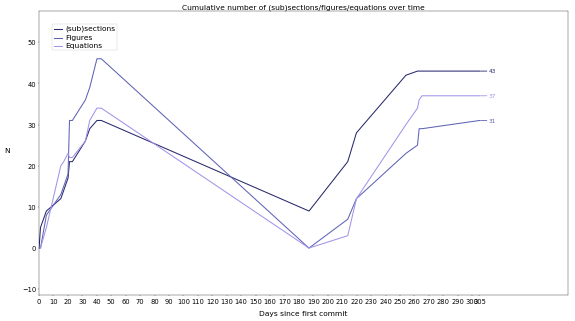 Cumulative number of (sub)sections/figures/equations over time
(sub)sections
Figures
Equations
50
40
30
20
10
0
−10
N
43
37
31
0 10 20 30 40 50 60 70 80 90 100 110 120 130 140 150 160 170 180 190 200 210 220 230 240 250 260 270 280 290 300 305
Days since first commit